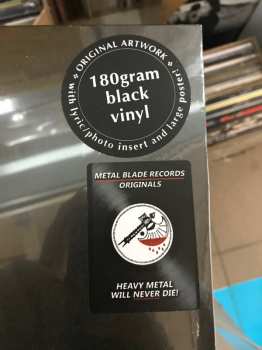 + ORIGINAL ARTWORK +
with lyric/photo insert and large poster!
180gram
black
vinyl
METAL BLADE RECORDS
ORIGINALS
HEAVY METAL
WILL NEVER DIE!